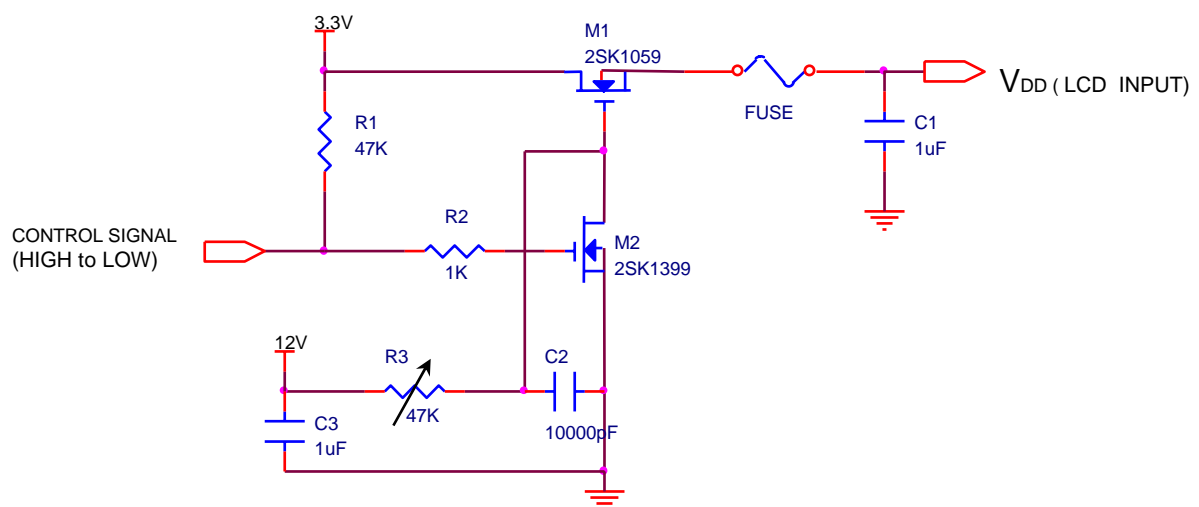 3.3V
M1
2SK1059
FUSE
VDD ( LCD INPUT)
R1
47K
C1
1uF
CONTROL SIGNAL
(HIGH to LOW)
R2
1K
M2
2SK1399
12V
R3
47K
C2
10000pF
C3
1uF